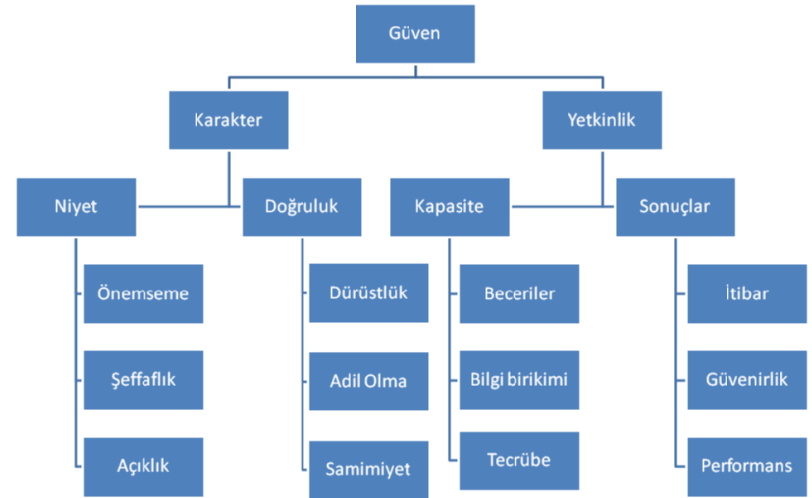 Güven
Karakter
Yetkinlik
Niyet
Doğruluk
Kapasite
Sonuçlar
Önemseme
Dürüstlük
Beceriler
İtibar
Şeffaflık
Adil Olma
Bilgi birikimi
Güvenirlik
Açıklık
Samimiyet
Tecrübe
Performans